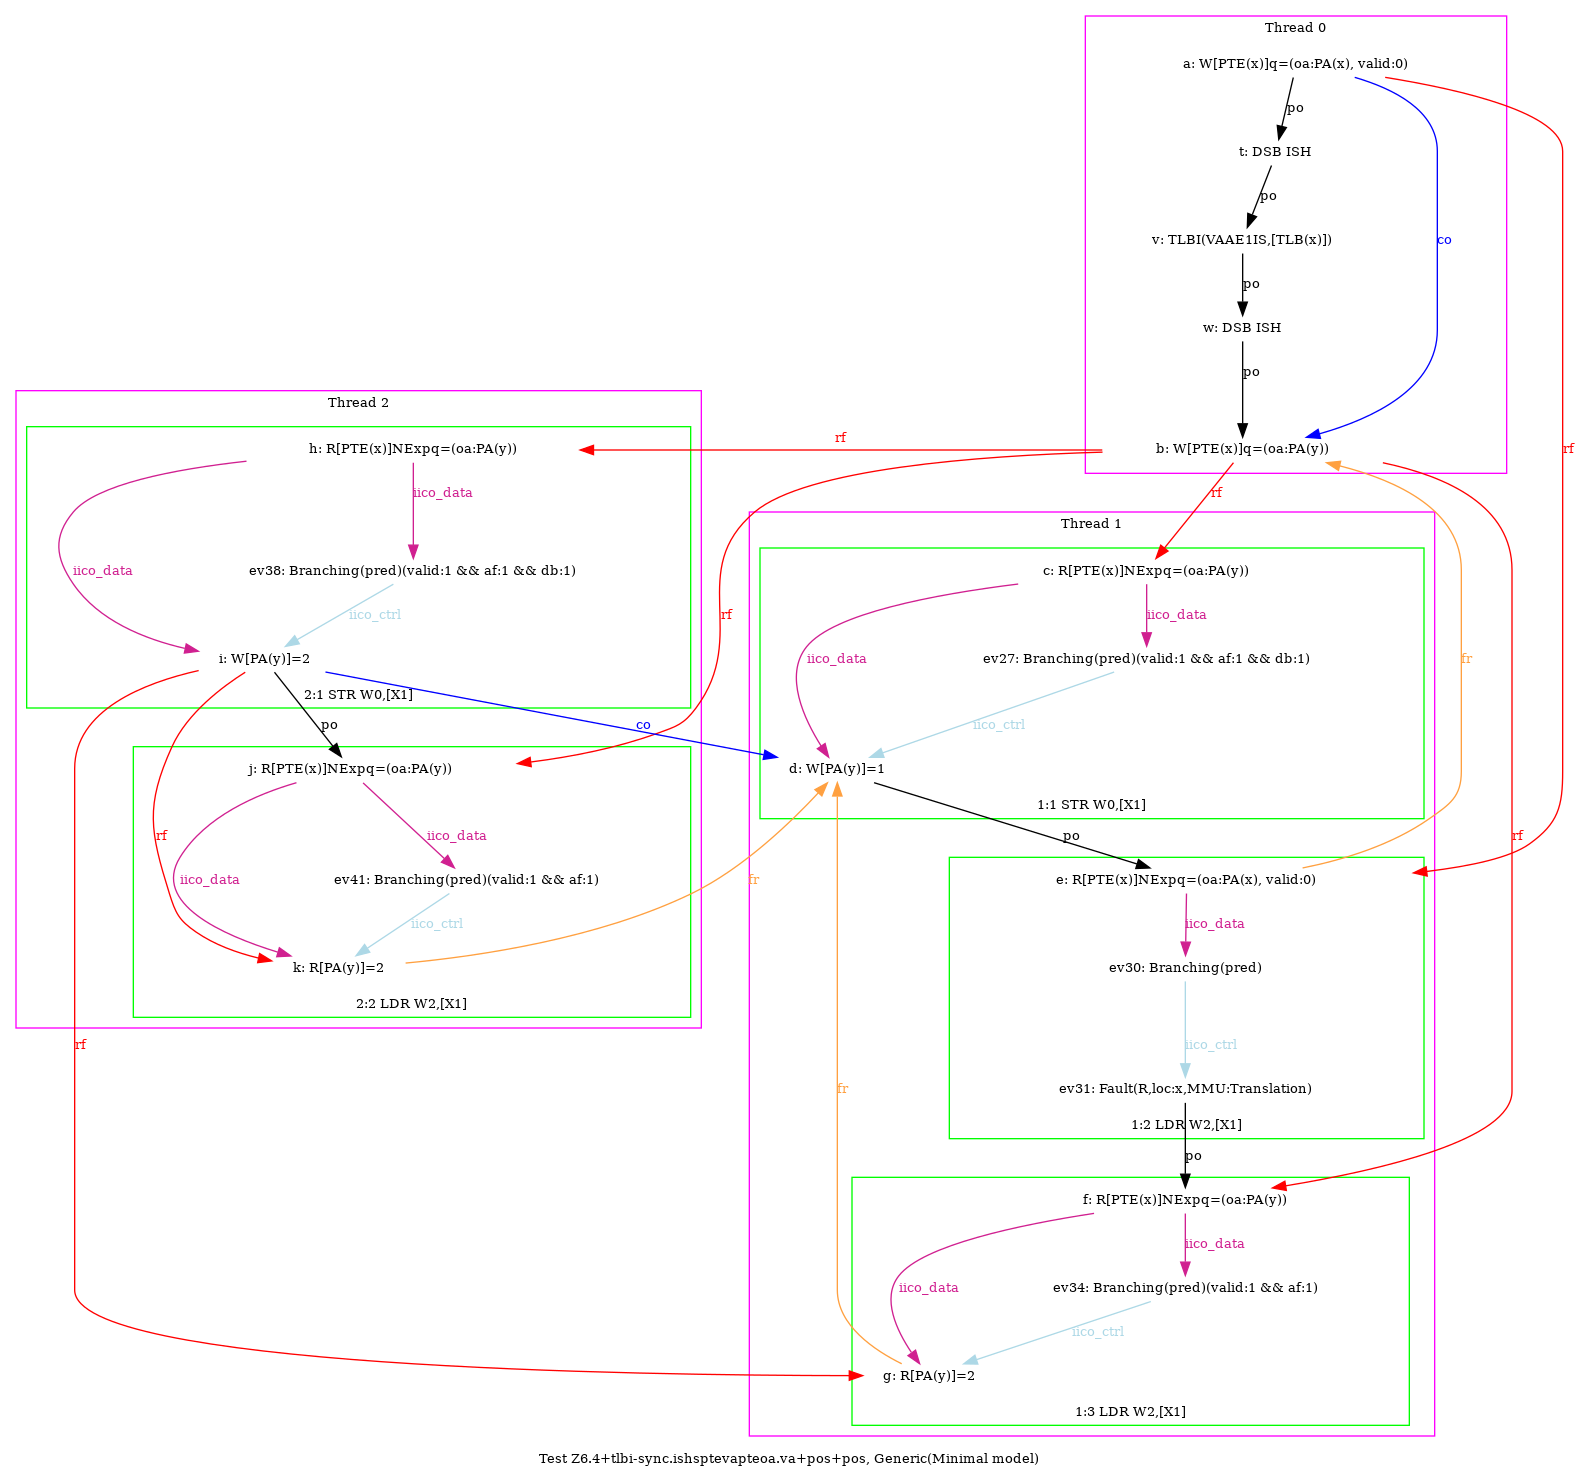 Thread 0
a: W[PTE(x)]q=(oa:PA(x), valid:0)
po
t: DSB ISH
po
v: TLBI(VAAE1IS,[TLB(x)])
co
po
w: DSB ISH
po
b: W[PTE(x)]q=(oa:PA(y))
rf
rf
rf
Thread 2
h: R[PTE(x)]NExpq=(oa:PA(y))
iico_data
iico_data
ev38: Branching(pred)(valid:1 && af:1 && db:1)
iico_ctrl
i: W[PA(y)]=2
2:1 STR W0,[X1]
po
co
rf
j: R[PTE(x)]NExpq=(oa:PA(y))
rf
iico_data
iico_data
ev41: Branching(pred)(valid:1 && af:1)
iico_ctrl
k: R[PA(y)]=2
2:2 LDR W2,[X1]
rf
fr
Thread 1
c: R[PTE(x)]NExpq=(oa:PA(y))
iico_data
iico_data
ev27: Branching(pred)(valid:1 && af:1 && db:1)
fr
iico_ctrl
d: W[PA(y)]=1
1:1 STR W0,[X1]
po
rf
e: R[PTE(x)]NExpq=(oa:PA(x), valid:0)
iico_data
ev30: Branching(pred)
iico_ctrl
fr
ev31: Fault(R,loc:x,MMU:Translation)
1:2 LDR W2,[X1]
po
f: R[PTE(x)]NExpq=(oa:PA(y))
iico_data
iico_data
ev34: Branching(pred)(valid:1 && af:1)
iico_ctrl
g: R[PA(y)]=2
1:3 LDR W2,[X1]
Test Z6.4+tlbi-sync.ishsptevapteoa.va+pos+pos, Generic(Minimal model)